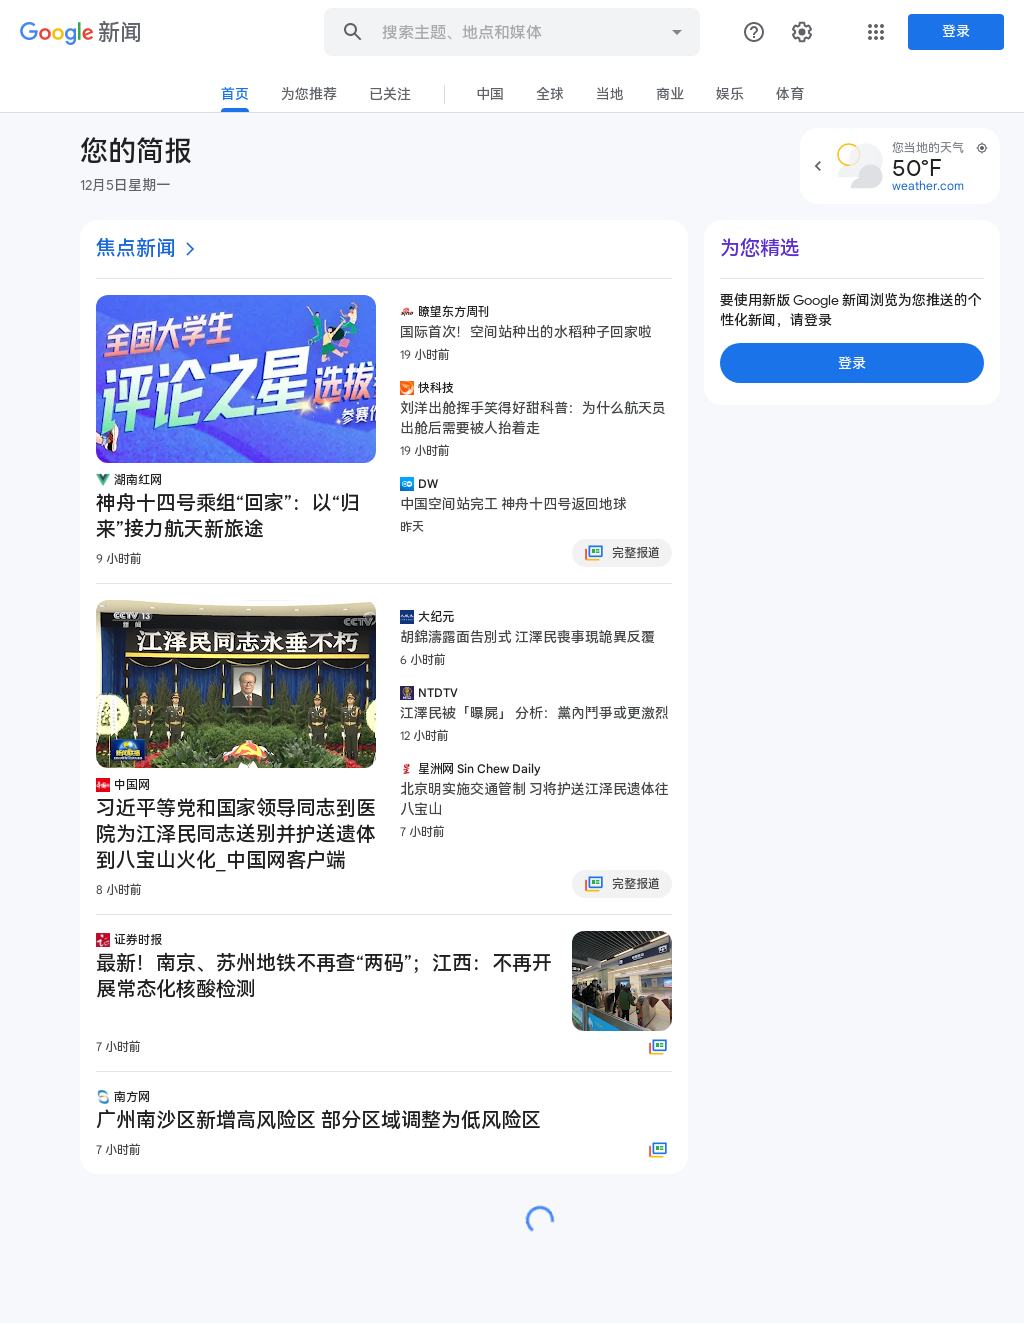 Google 新闻
搜索主题、地点和媒体
登录
首页 为您推荐 已关注 中国 全球 当地 商业 娱乐 体育
您的简报
12月5日星期一
您当地的天气
50°F
weather.com
焦点新闻
全国大学生
评论之星选拔
参赛作
湖南红网
神舟十四号乘组“回家”：以“归
来”接力航天新旅途
9 小时前
瞭望东方周刊
国际首次！空间站种出的水稻种子回家啦
19 小时前
快科技
刘洋出舱挥手笑得好甜科普：为什么航天员
出舱后需要被人抬着走
19 小时前
DW
中国空间站完工 神舟十四号返回地球
昨天
完整报道
CCTV 13
新闻
CCTV
江泽民同志永垂不朽
新闻联播
中国网
习近平等党和国家领导同志到医
院为江泽民同志送别并护送遗体
到八宝山火化_中国网客户端
8 小时前
大纪元
胡錦濤露面告別式 江澤民喪事現詭異反覆
6 小时前
NTDTV
江澤民被「曝屍」 分析：黨內鬥爭或更激烈
12 小时前
星洲网 Sin Chew Daily
北京明实施交通管制 习将护送江泽民遗体往
八宝山
7 小时前
完整报道
证券时报
最新！南京、苏州地铁不再查“两码”；江西：不再开
展常态化核酸检测
7 小时前
南方网
广州南沙区新增高风险区 部分区域调整为低风险区
7 小时前
为您精选
要使用新版 Google 新闻浏览为您推送的个
性化新闻，请登录
登录